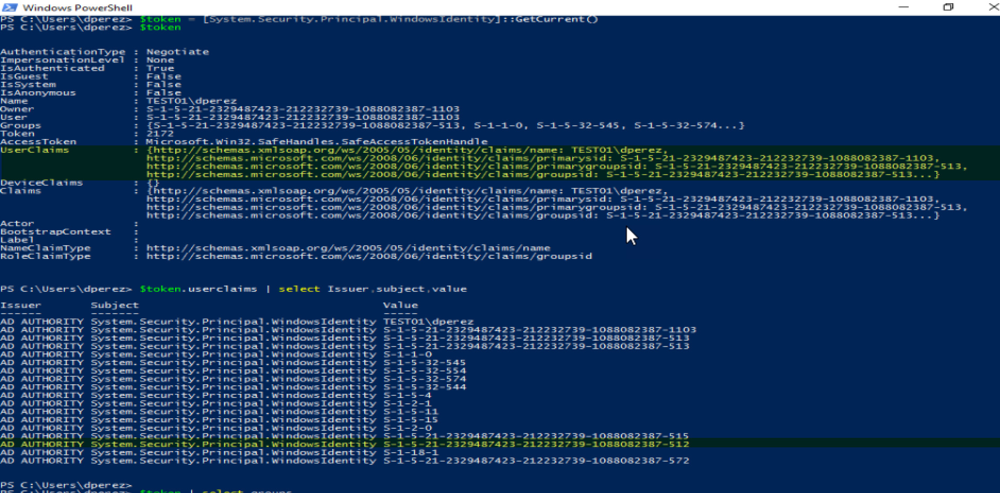 Windows PowerShell
PS C:\Users\dperez> $token = [System.Security.Principal.WindowsIdentity]::GetCurrent()
PS C:\Users\dperez> $token
AuthenticationType : Negotiate
ImpersonationLevel : None
IsAuthenticated : True
IsGuest : False
IsSystem : False
IsAnonymous : False
Name : TEST01\dperez
Owner : S-1-5-21-2329487423-212232739-1088082387-1103
User : S-1-5-21-2329487423-212232739-1088082387-1103
Groups : {S-1-5-21-2329487423-212232739-1088082387-513, S-1-1-0, S-1-5-32-545, S-1-5-32-574...}
Token : 2172
AccessToken : Microsoft.Win32.SafeHandles.SafeAccessTokenHandle
UserClaims : {http://schemas.xmlsoap.org/ws/2005/05/identity/claims/name: TEST01\dperez,
http://schemas.microsoft.com/ws/2008/06/identity/claims/primarysid: S-1-5-21-2329487423-212232739-1088082387-1103,
http://schemas.microsoft.com/ws/2008/06/identity/claims/primarygroupsid: S-1-5-21-2329487423-212232739-1088082387-513,
http://schemas.microsoft.com/ws/2008/06/identity/claims/groupsid: S-1-5-21-2329487423-212232739-1088082387-513...}
DeviceClaims : {}
Claims : {http://schemas.xmlsoap.org/ws/2005/05/identity/claims/name: TEST01\dperez,
http://schemas.microsoft.com/ws/2008/06/identity/claims/primarysid: S-1-5-21-2329487423-212232739-1088082387-1103,
http://schemas.microsoft.com/ws/2008/06/identity/claims/primarygroupsid: S-1-5-21-2329487423-212232739-1088082387-513,
http://schemas.microsoft.com/ws/2008/06/identity/claims/groupsid: S-1-5-21-2329487423-212232739-1088082387-513...}
Actor :
BootstrapContext :
Label :
NameClaimType : http://schemas.xmlsoap.org/ws/2005/05/identity/claims/name
RoleClaimType : http://schemas.microsoft.com/ws/2008/06/identity/claims/groupsid
PS C:\Users\dperez> $token.userclaims | select Issuer,subject,value
Issuer Subject Value
------ ------- -----
AD AUTHORITY System.Security.Principal.WindowsIdentity TEST01\dperez
AD AUTHORITY System.Security.Principal.WindowsIdentity S-1-5-21-2329487423-212232739-1088082387-1103
AD AUTHORITY System.Security.Principal.WindowsIdentity S-1-5-21-2329487423-212232739-1088082387-513
AD AUTHORITY System.Security.Principal.WindowsIdentity S-1-5-21-2329487423-212232739-1088082387-513
AD AUTHORITY System.Security.Principal.WindowsIdentity S-1-1-0
AD AUTHORITY System.Security.Principal.WindowsIdentity S-1-5-32-545
AD AUTHORITY System.Security.Principal.WindowsIdentity S-1-5-32-554
AD AUTHORITY System.Security.Principal.WindowsIdentity S-1-5-32-574
AD AUTHORITY System.Security.Principal.WindowsIdentity S-1-5-32-544
AD AUTHORITY System.Security.Principal.WindowsIdentity S-1-5-4
AD AUTHORITY System.Security.Principal.WindowsIdentity S-1-2-1
AD AUTHORITY System.Security.Principal.WindowsIdentity S-1-5-11
AD AUTHORITY System.Security.Principal.WindowsIdentity S-1-5-15
AD AUTHORITY System.Security.Principal.WindowsIdentity S-1-2-0
AD AUTHORITY System.Security.Principal.WindowsIdentity S-1-5-21-2329487423-212232739-1088082387-515
AD AUTHORITY System.Security.Principal.WindowsIdentity S-1-5-21-2329487423-212232739-1088082387-512
AD AUTHORITY System.Security.Principal.WindowsIdentity S-1-18-1
AD AUTHORITY System.Security.Principal.WindowsIdentity S-1-5-21-2329487423-212232739-1088082387-572
PS C:\Users\dperez>
PS C:\Users\dperez> $token | select groups